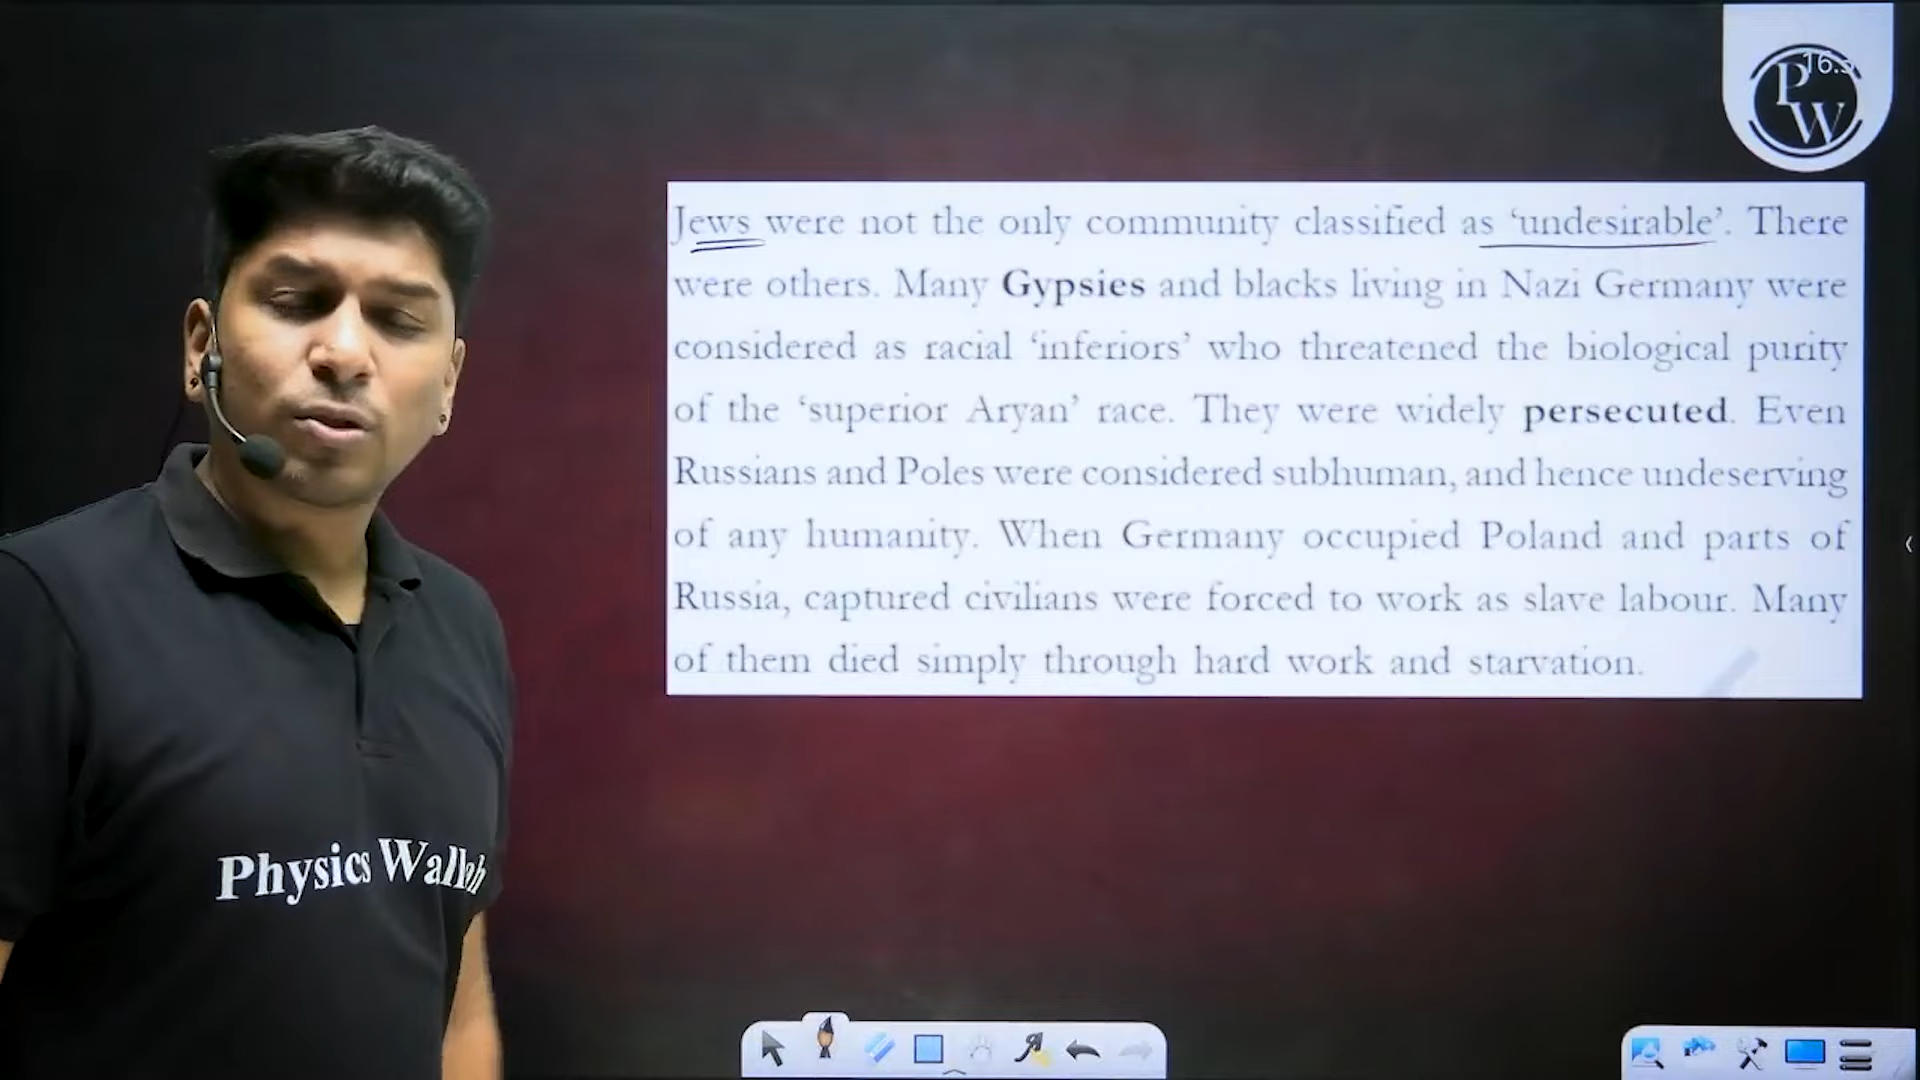 16.
PW
Jews were not the only community classified as ‘undesirable’. There
were others. Many Gypsies and blacks living in Nazi Germany were
considered as racial ‘inferiors’ who threatened the biological purity
of the ‘superior Aryan’ race. They were widely persecuted. Even
Russians and Poles were considered subhuman, and hence undeserving
of any humanity. When Germany occupied Poland and parts of
Russia, captured civilians were forced to work as slave labour. Many
of them died simply through hard work and starvation.
Physics Wallah